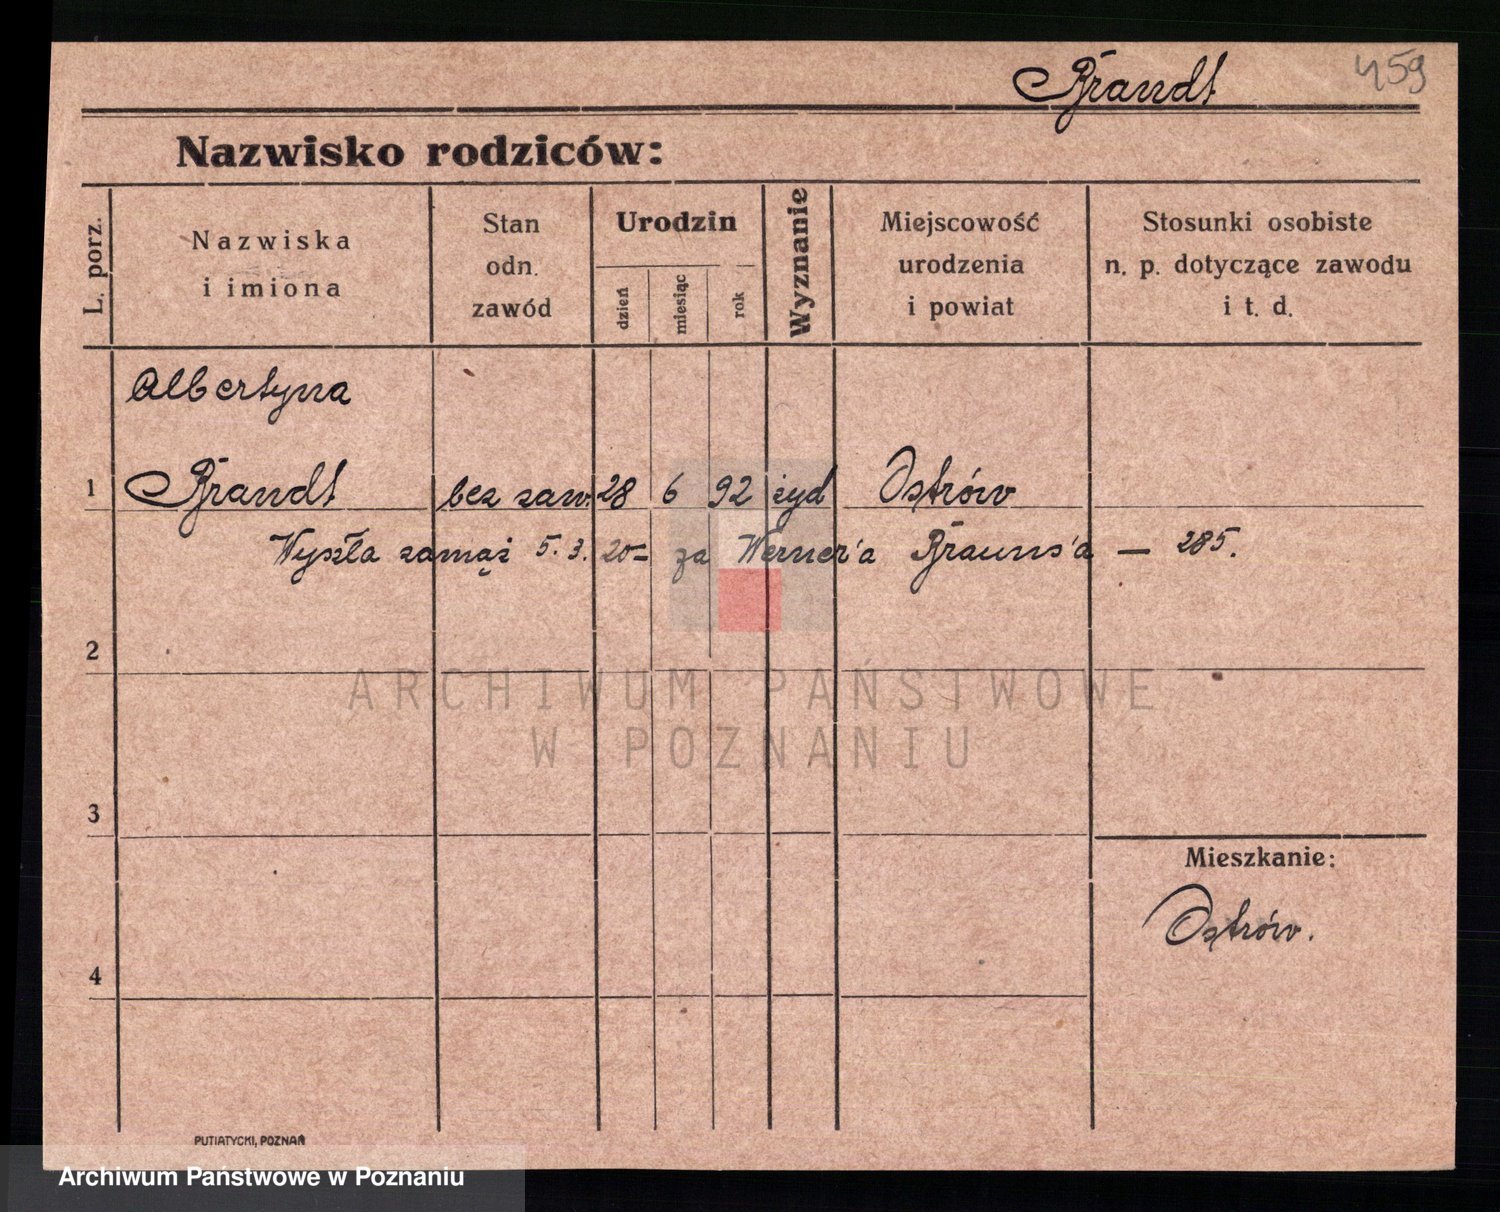 Brandt 459
Nazwisko rodziców:
L. porz.
Nazwiska
i imiona
Stan
odn.
zawód
Urodzin
dzień
miesiąc
rok
Wyznanie
Miejscowość
urodzenia
i powiat
Stosunki osobiste
n. p. dotyczące zawodu
i t. d.
Albertyna
1 Brandt bez zaw. 28 6 92 żyd Ostrów
Wyszła zamąż 5. 3. 20 – za Werner'a Brauns'a — 285.
2
ARCHIWUM PAŃSTWOWE
W POZNANIU
3
Mieszkanie:
Ostrów.
4
PUTIATYCKI, POZNAŃ
Archiwum Państwowe w Poznaniu